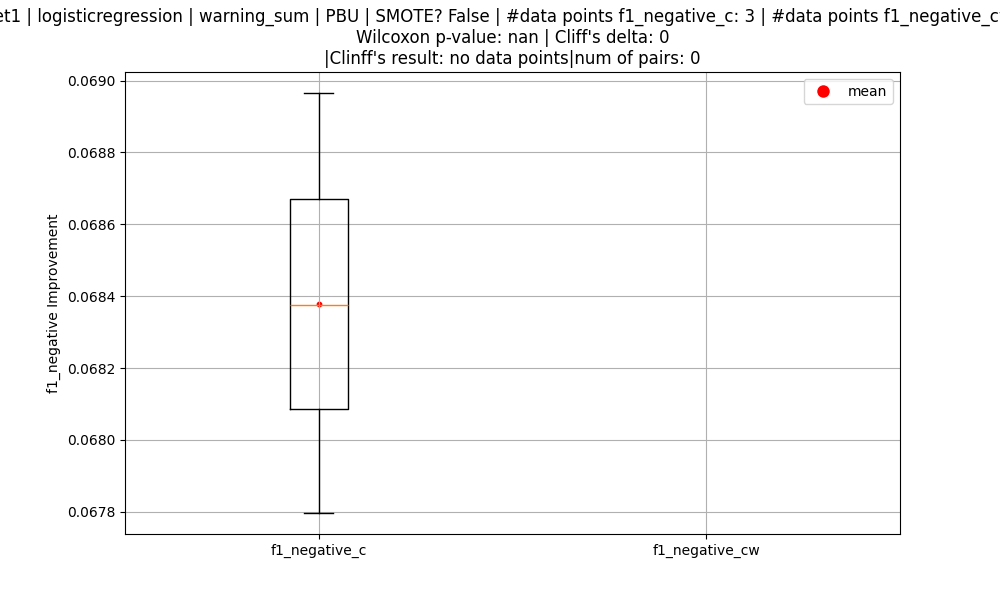 | logisticregression | warning_sum | PBU | SMOTE? False | #data points f1_negative_c: 3 | #data points
Wilcoxon p-value: nan | Cliff's delta: 0
|Clinff's result: no data points|num of pairs: 0
0.0690
mean
0.0688
0.0686
0.0684
0.0682
0.0680
0.0678
f1_negative Improvement
f1_negative_c
f1_negative_cw